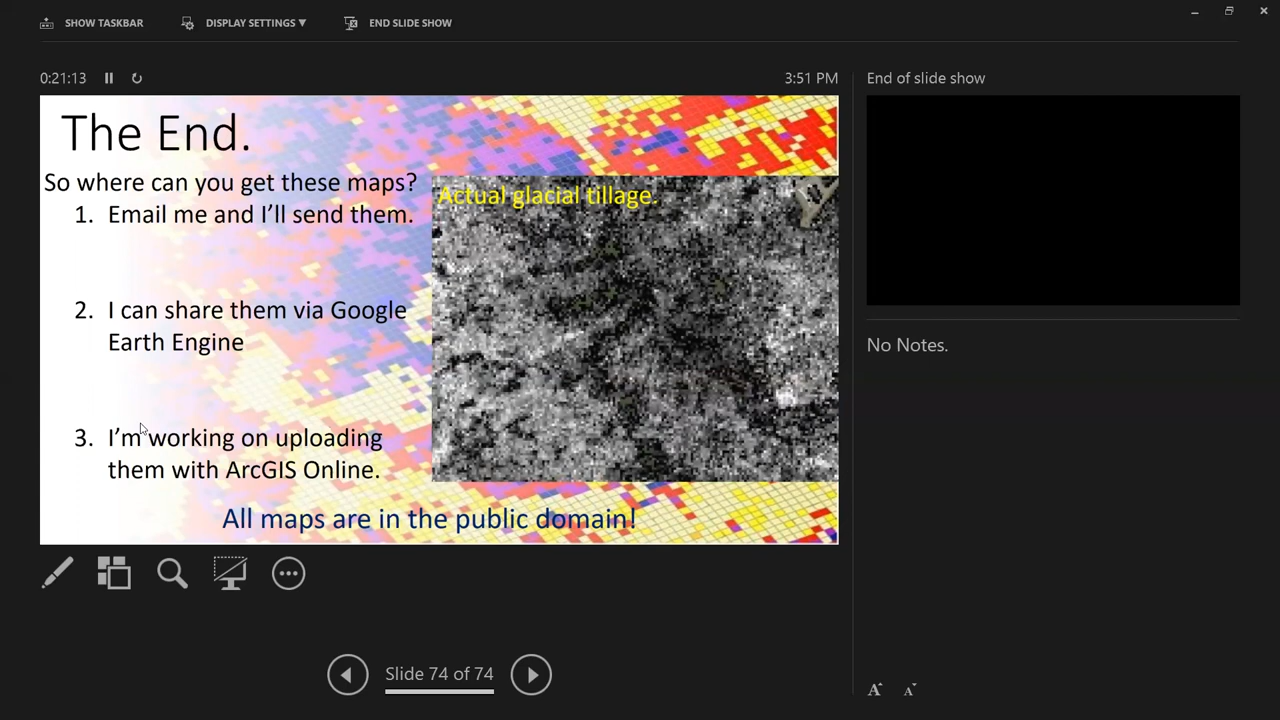 SHOW TASKBAR
DISPLAY SETTINGS ▼
END SLIDE SHOW
0:21:13
3:51 PM
The End.
So where can you get these maps?
1. Email me and I’ll send them.
2. I can share them via Google
Earth Engine
3. I’m working on uploading
them with ArcGIS Online.
Actual glacial tillage.
All maps are in the public domain!
Slide 74 of 74
End of slide show
No Notes.
A A